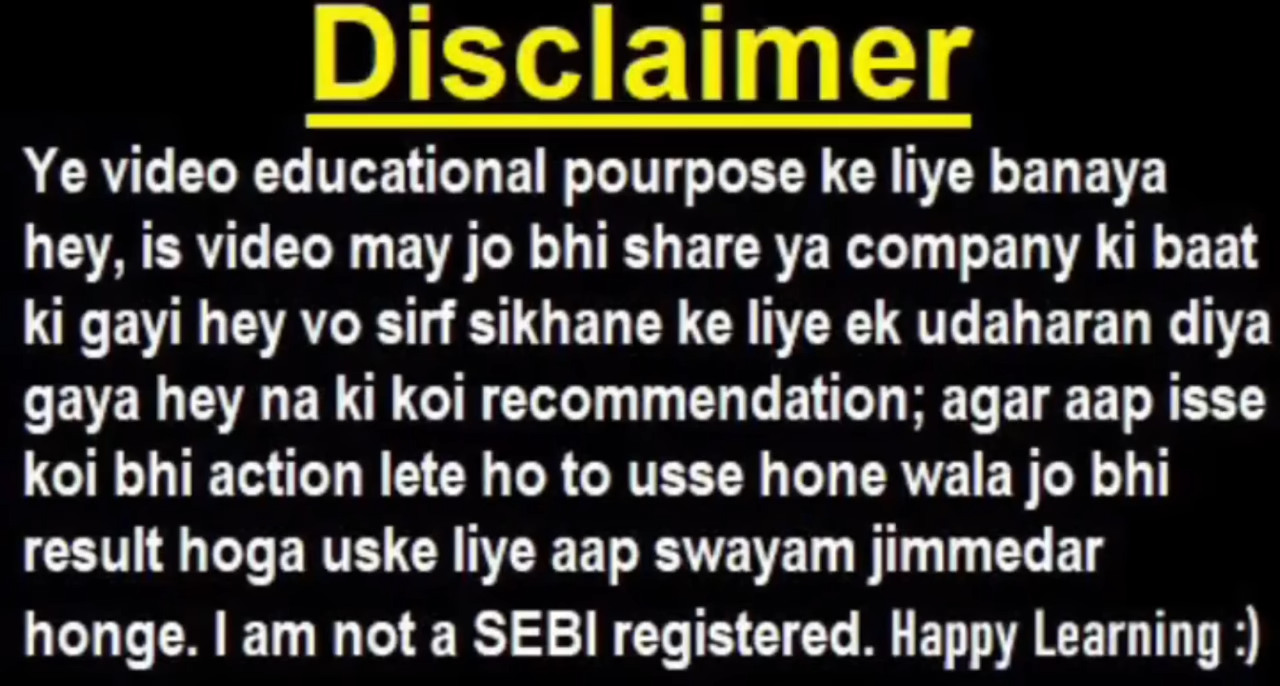 Disclaimer
Ye video educational pourpose ke liye banaya
hey, is video may jo bhi share ya company ki baat
ki gayi hey vo sirf sikhane ke liye ek udaharan diya
gaya hey na ki koi recommendation; agar aap isse
koi bhi action lete ho to usse hone wala jo bhi
result hoga uske liye aap swayam jimmedar
honge. I am not a SEBI registered. Happy Learning :)